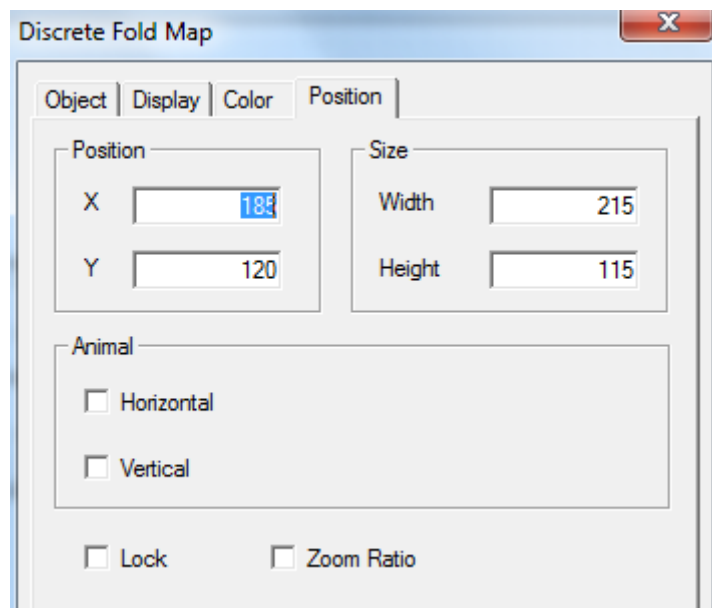 Discrete Fold Map
Object Display Color Position
Position
X 185
Y 120
Size
Width 215
Height 115
Animal
Horizontal
Vertical
Lock Zoom Ratio